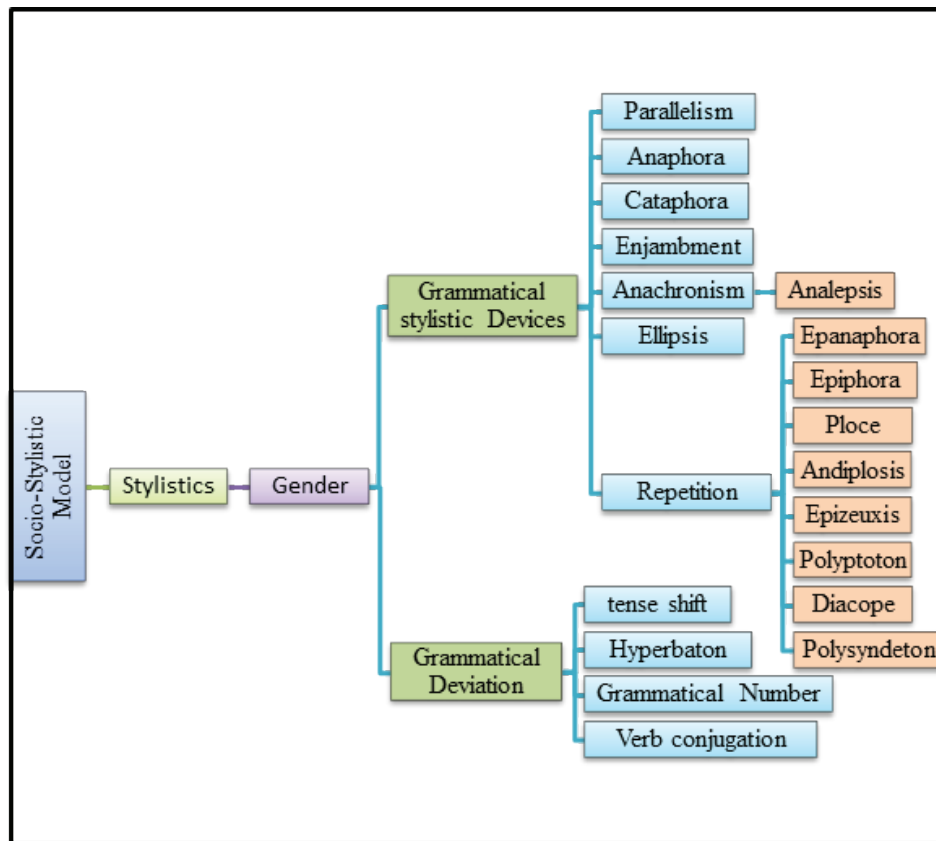 Socio-Stylistic
Model
Stylistics
Gender
Grammatical
stylistic Devices
Parallelism
Anaphora
Cataphora
Enjambment
Anachronism
Analepsis
Ellipsis
Repetition
Epanaphora
Epiphora
Ploce
Andiplosis
Epizeuxis
Polyptoton
Diacope
Polysyndeton
Grammatical
Deviation
tense shift
Hyperbaton
Grammatical Number
Verb conjugation